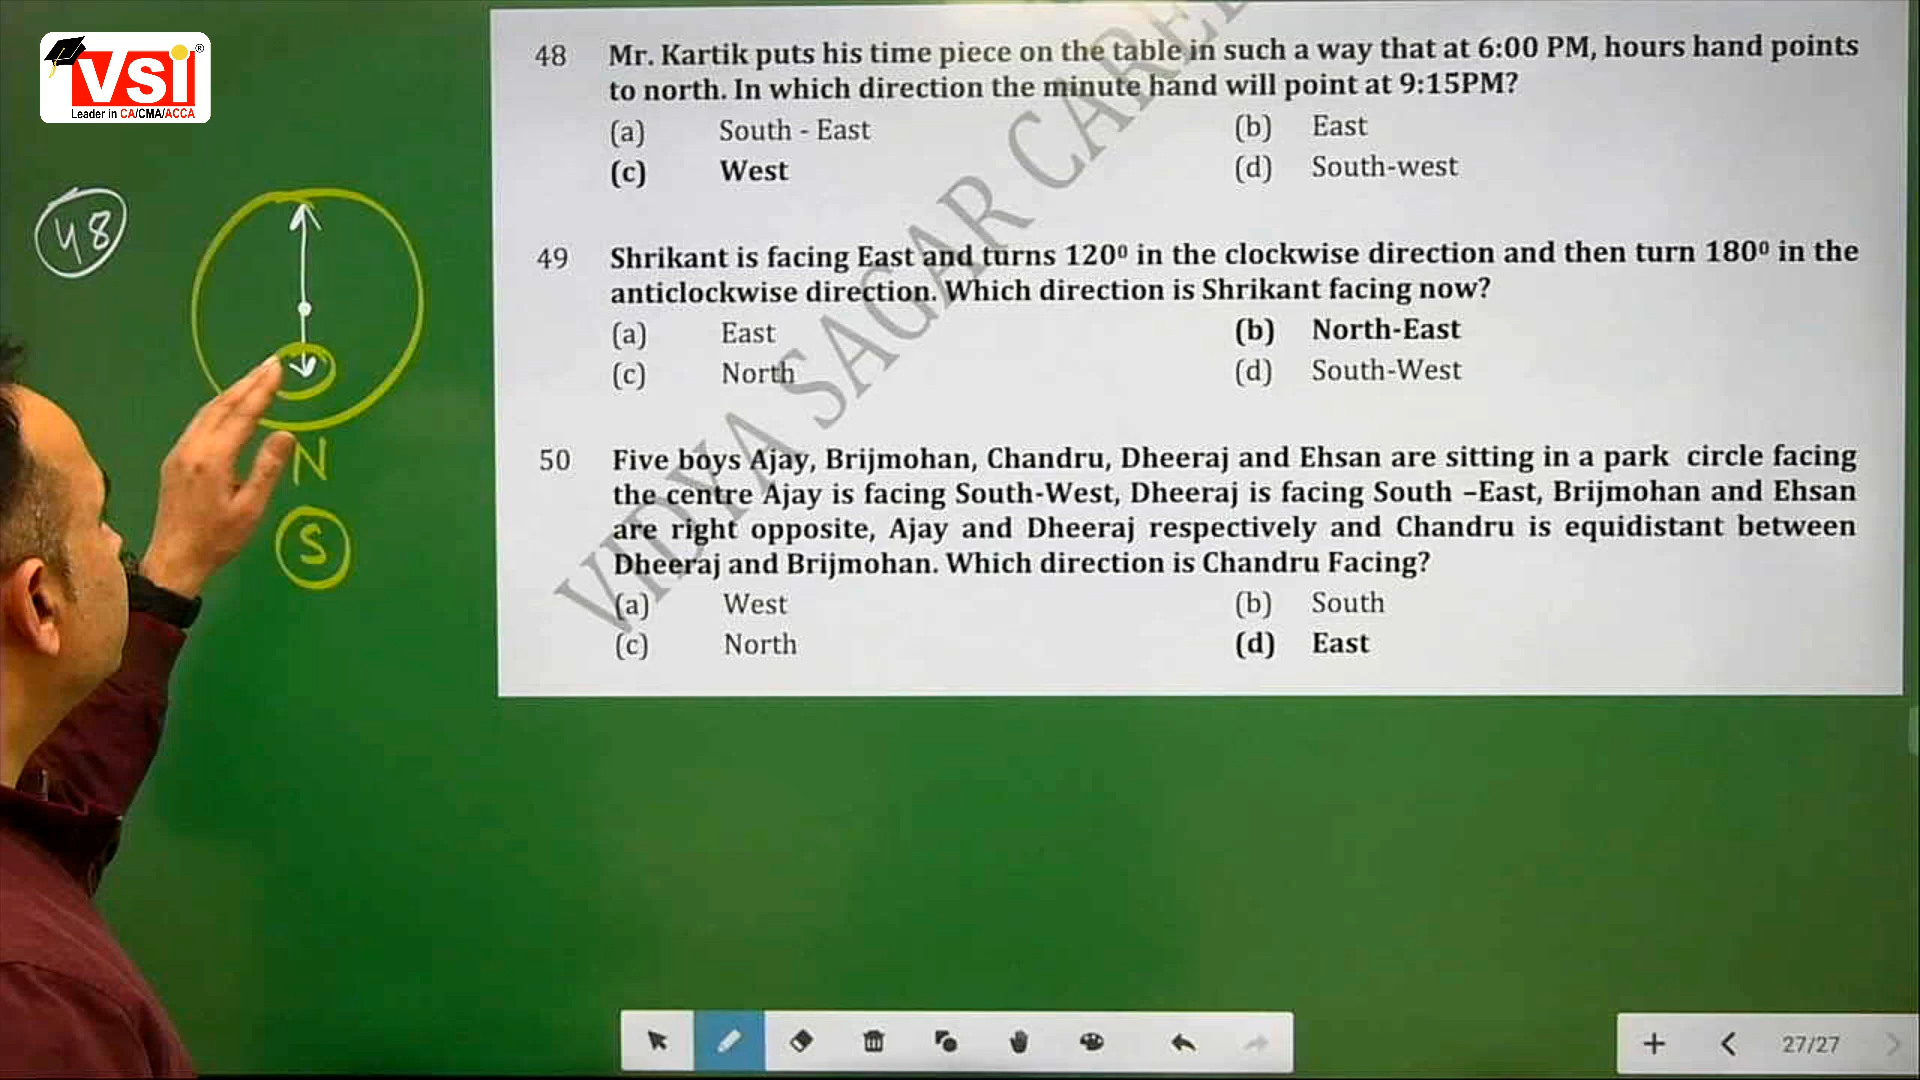 VSI®
Leader in CA/CMA/ACCA
48 Mr. Kartik puts his time piece on the table in such a way that at 6:00 PM, hours hand points
to north. In which direction the minute hand will point at 9:15PM?
(a) South - East (b) East
(c) West (d) South-west
48
49 Shrikant is facing East and turns 120⁰ in the clockwise direction and then turn 180⁰ in the
anticlockwise direction. Which direction is Shrikant facing now?
(a) East (b) North-East
(c) North (d) South-West
N
S
50 Five boys Ajay, Brijmohan, Chandru, Dheeraj and Ehsan are sitting in a park circle facing
the centre Ajay is facing South-West, Dheeraj is facing South –East, Brijmohan and Ehsan
are right opposite, Ajay and Dheeraj respectively and Chandru is equidistant between
Dheeraj and Brijmohan. Which direction is Chandru Facing?
(a) West (b) South
(c) North (d) East
VIDYA SAGAR CAREE
27/27